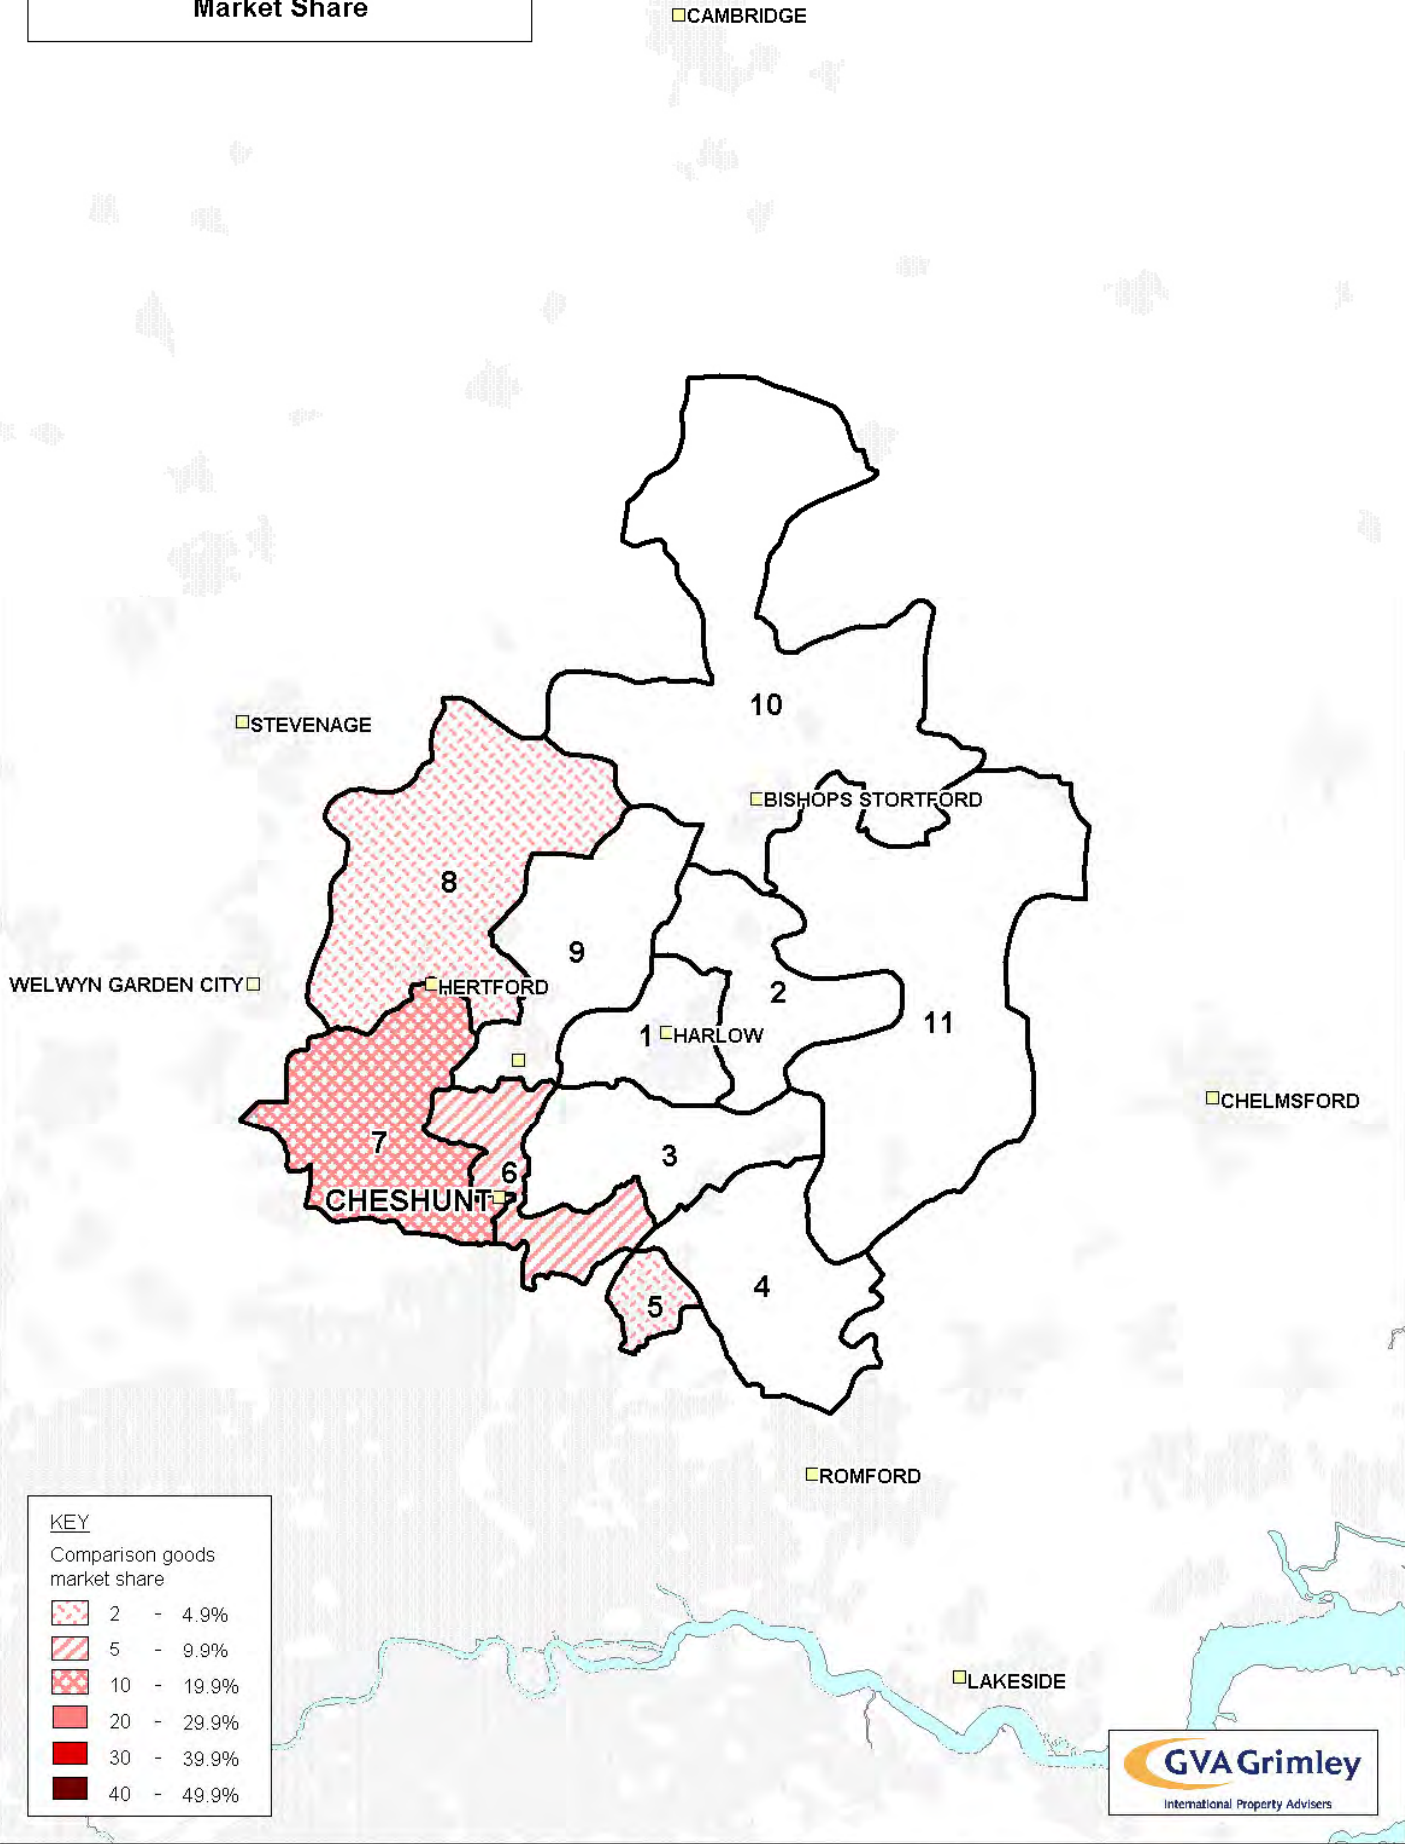 Market Share
CAMBRIDGE
10
STEVENAGE
BISHOPS STORTFORD
8
9
WELWYN GARDEN CITY
HERTFORD
2
11
1
HARLOW
CHELMSFORD
7
3
6
CHESHUNT
4
5
ROMFORD
KEY
Comparison goods
market share
2 - 4.9%
5 - 9.9%
10 - 19.9%
20 - 29.9%
30 - 39.9%
40 - 49.9%
LAKESIDE
GVA Grimley
International Property Advisers